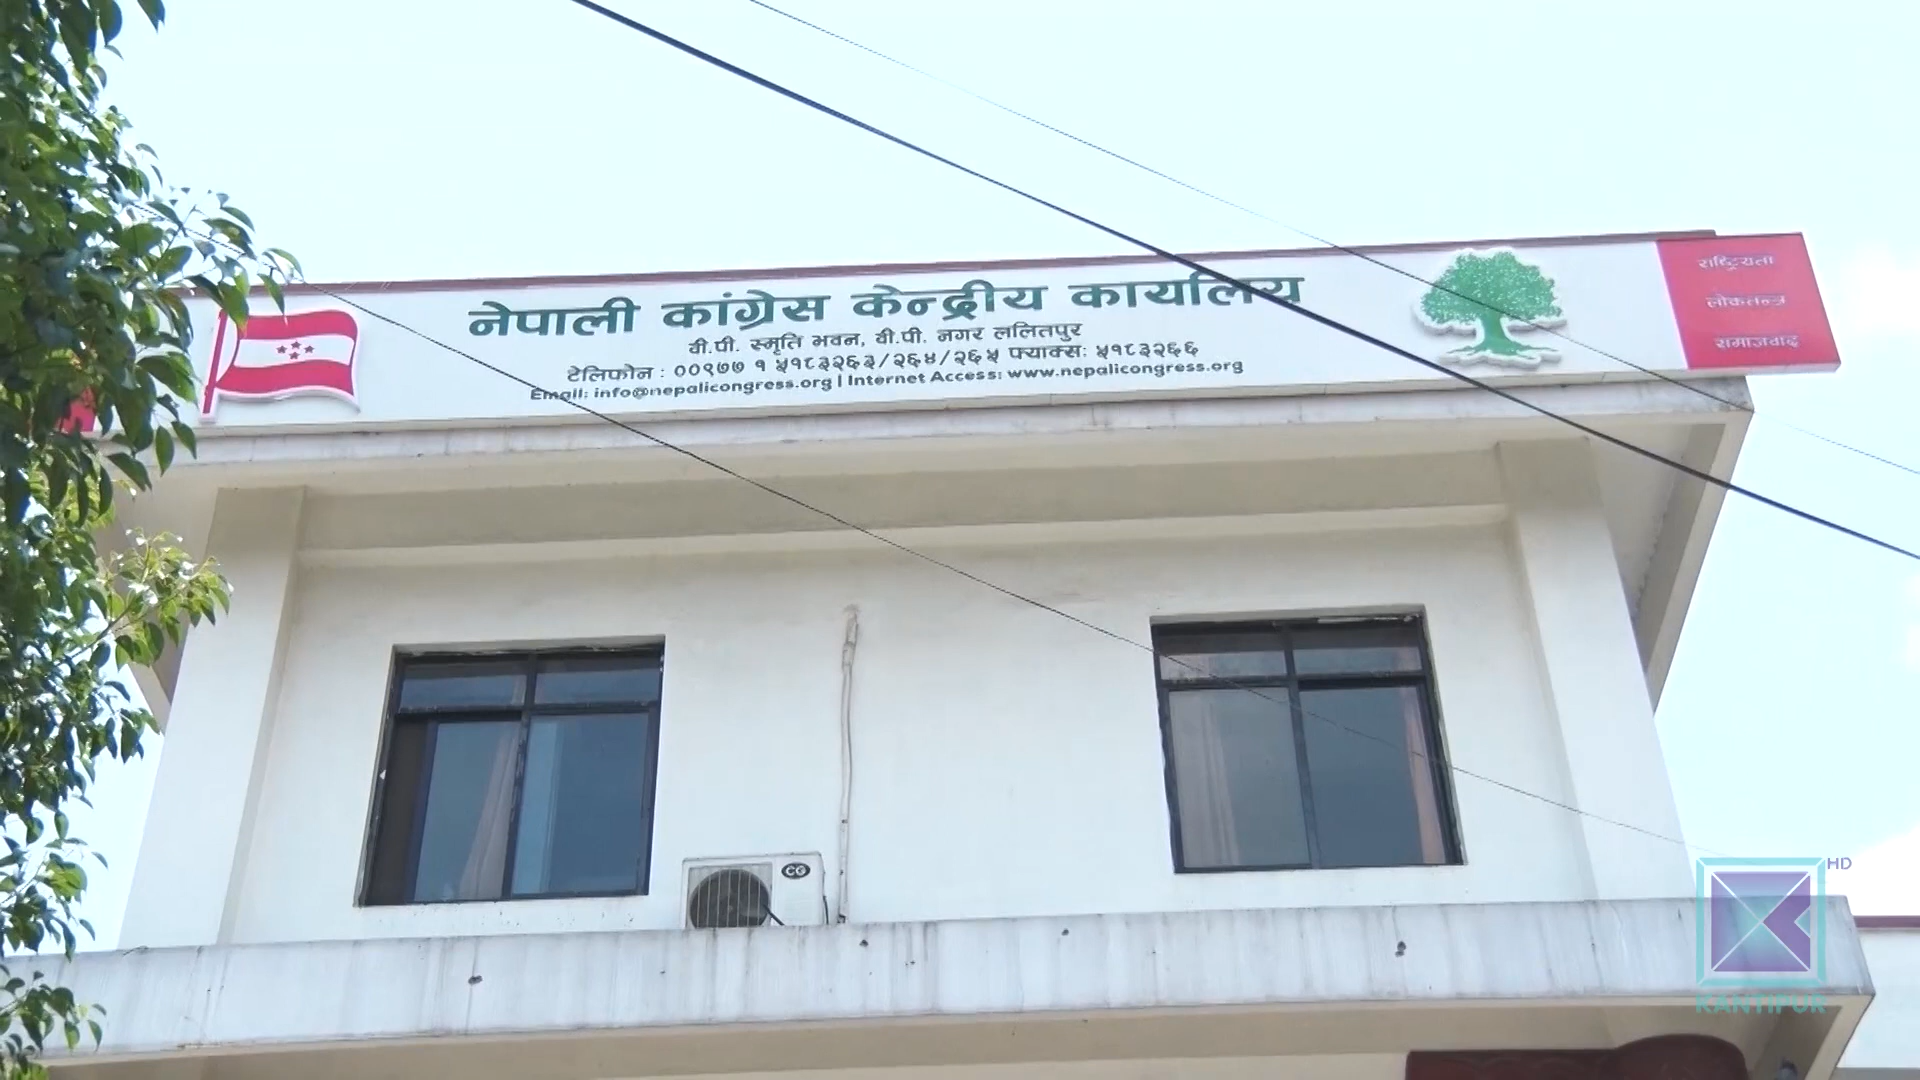 नेपाली कांग्रेस केन्द्रीय कार्यालय
वी.पी. स्मृति भवन, वी.पी. नगर ललितपुर
टेलिफोन : ००९७७ १ ५१८३२६३/२६४/२६५ फ्याक्स: ५१८३२६६
Email: info@nepalicongress.org | Internet Access: www.nepalicongress.org
राष्ट्रियता
लोकतन्त्र
समाजवाद
CG
HD
KANTIPUR